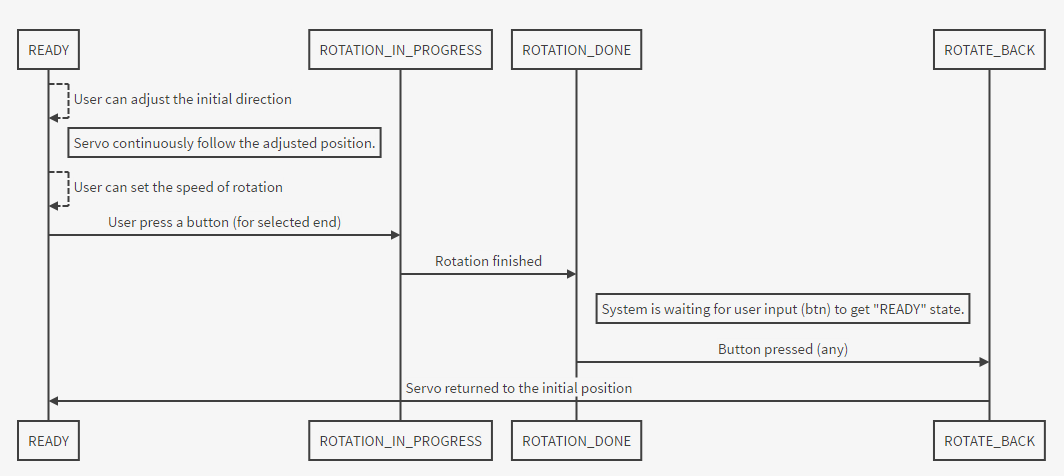 READY
ROTATION_IN_PROGRESS
ROTATION_DONE
ROTATE_BACK
User can adjust the initial direction
Servo continuously follow the adjusted position.
User can set the speed of rotation
User press a button (for selected end)
Rotation finished
System is waiting for user input (btn) to get "READY" state.
Button pressed (any)
Servo returned to the initial position
READY
ROTATION_IN_PROGRESS
ROTATION_DONE
ROTATE_BACK